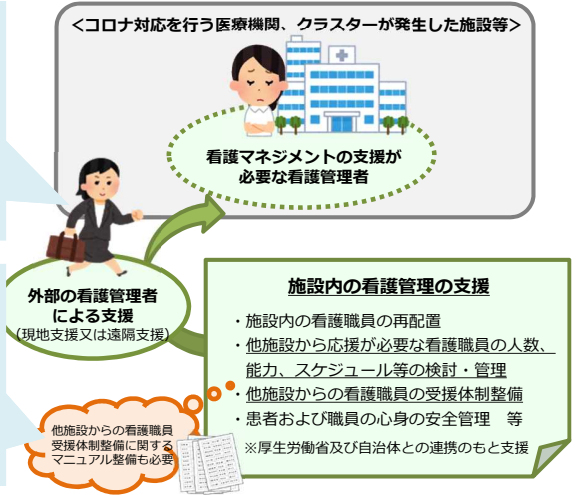 ＜コロナ対応を行う医療機関、クラスターが発生した施設等＞
看護マネジメントの支援が
必要な看護管理者
外部の看護管理者
による支援
(現地支援又は遠隔支援)
施設内の看護管理の支援
・施設内の看護職員の再配置
・他施設から応援が必要な看護職員の人数、
能力、スケジュール等の検討・管理
・他施設からの看護職員の受援体制整備
・患者および職員の心身の安全管理　等
※厚生労働省及び自治体との連携のもと支援
他施設からの看護職員
受援体制整備に関する
マニュアル整備も必要